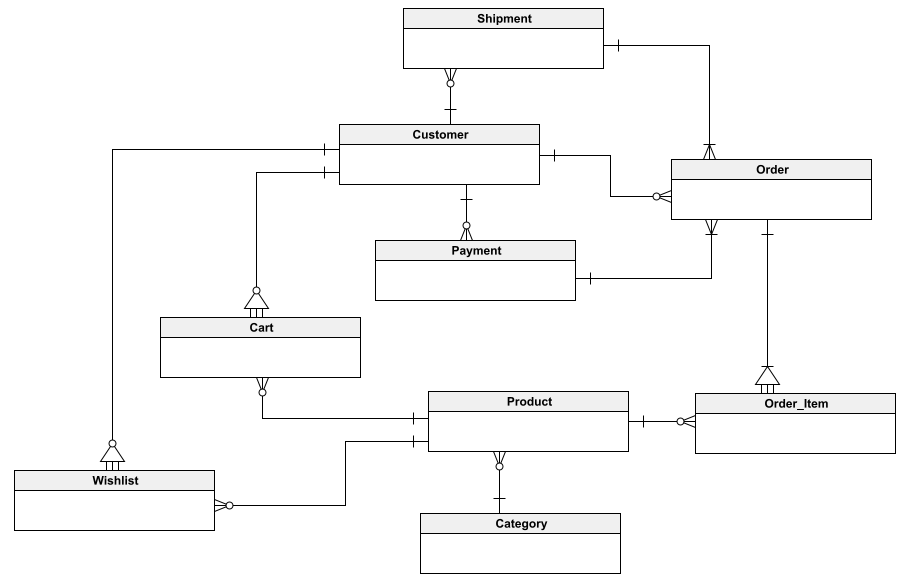 Shipment
Customer
Order
Payment
Cart
Product
Order_Item
Wishlist
Category